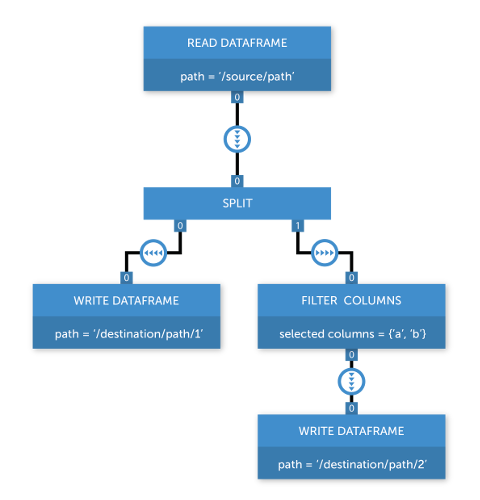 READ DATAFRAME
path = ‘/source/path’
0
0
SPLIT
0 1
0 0
WRITE DATAFRAME
path = ‘/destination/path/1’
FILTER COLUMNS
selected columns = {‘a’, ‘b’}
0
0
WRITE DATAFRAME
path = ‘/destination/path/2’